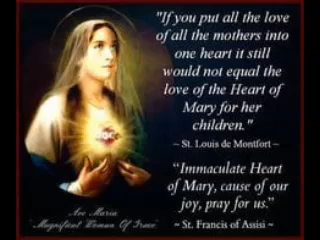 "If you put all the love
of all the mothers into
one heart it still
would not equal the
love of the Heart of
Mary for her
children."
~ St. Louis de Montfort ~
"Immaculate Heart
of Mary, cause of our
joy, pray for us."
~ St. Francis of Assisi ~
Ave Maria
"Magnificent Woman Of Grace"